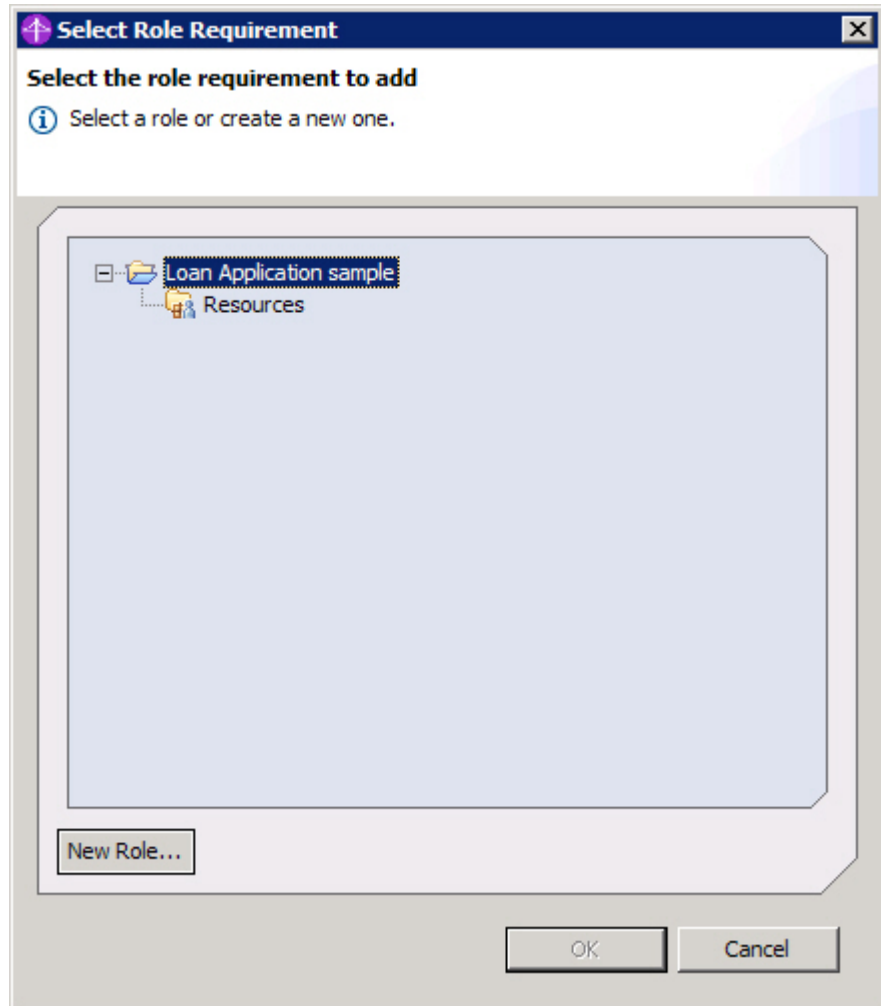 Select Role Requirement
Select the role requirement to add
Select a role or create a new one.
Loan Application sample
Resources
New Role...
OK
Cancel